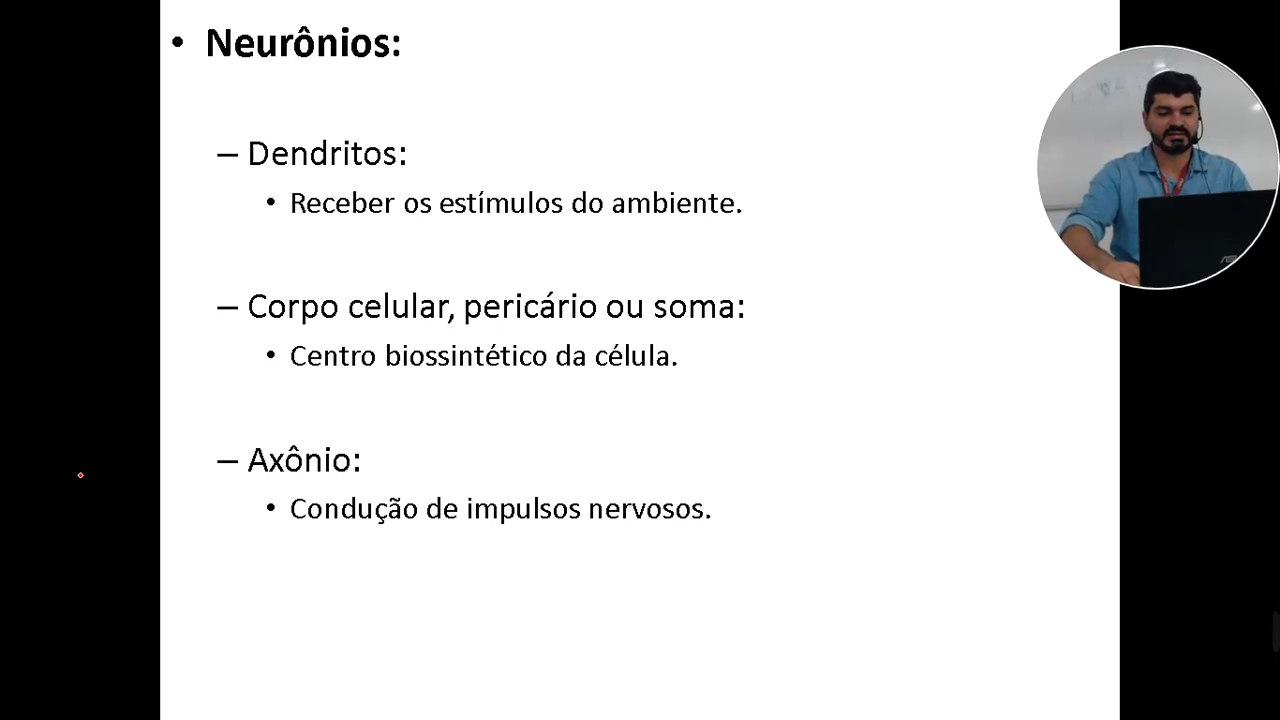 • Neurônios:
– Dendritos:
• Receber os estímulos do ambiente.
– Corpo celular, pericário ou soma:
• Centro biossintético da célula.
– Axônio:
• Condução de impulsos nervosos.